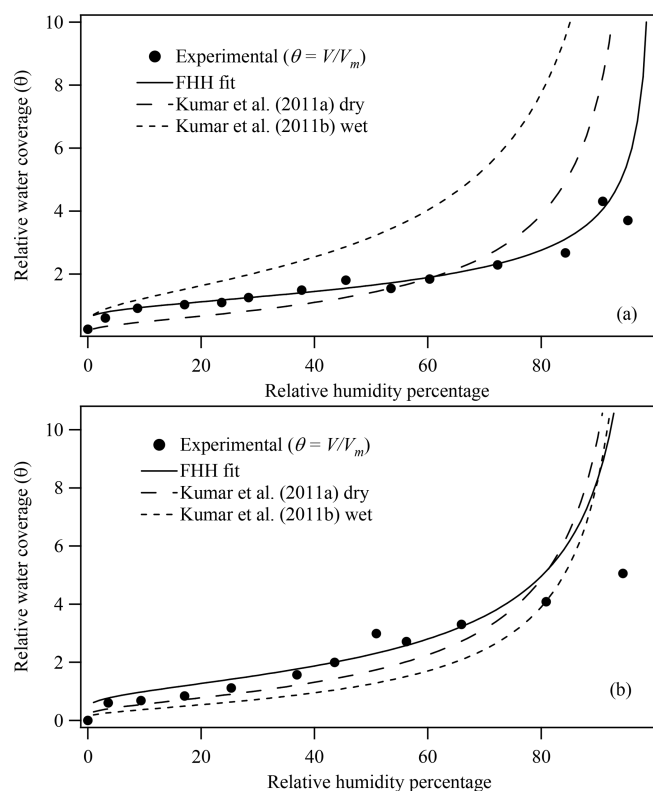 10
8
6
4
2
Relative water coverage (θ)
Experimental (θ = V/Vm)
FHH fit
Kumar et al. (2011a) dry
Kumar et al. (2011b) wet
(a)
0 20 40 60 80
Relative humidity percentage
10
8
6
4
2
0
Relative water coverage (θ)
Experimental (θ = V/Vm)
FHH fit
Kumar et al. (2011a) dry
Kumar et al. (2011b) wet
(b)
0 20 40 60 80
Relative humidity percentage